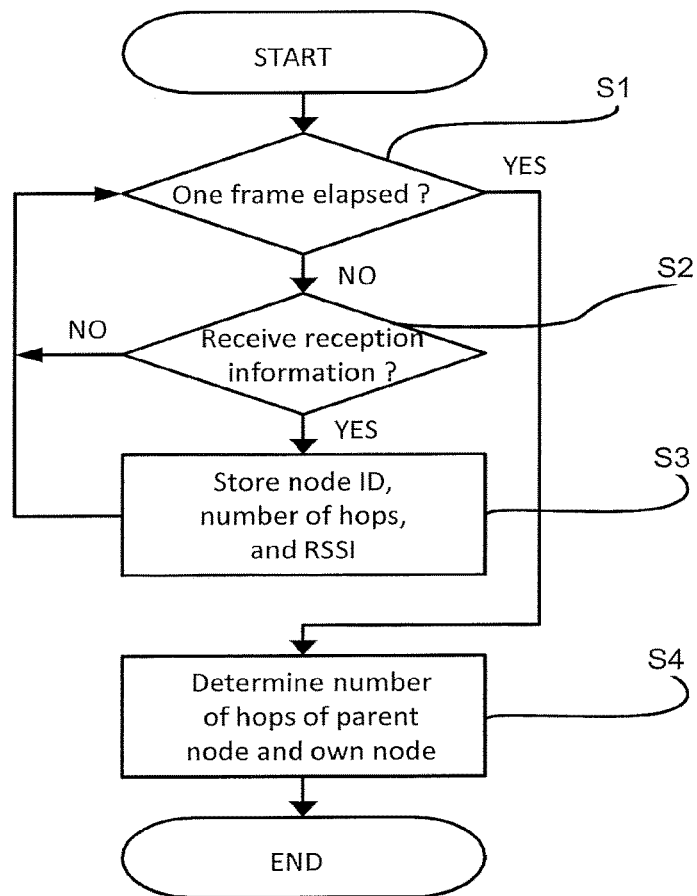 START
S1
One frame elapsed ?
YES
NO
S2
Receive reception
information ?
NO
YES
S3
Store node ID,
number of hops,
and RSSI
S4
Determine number
of hops of parent
node and own node
END